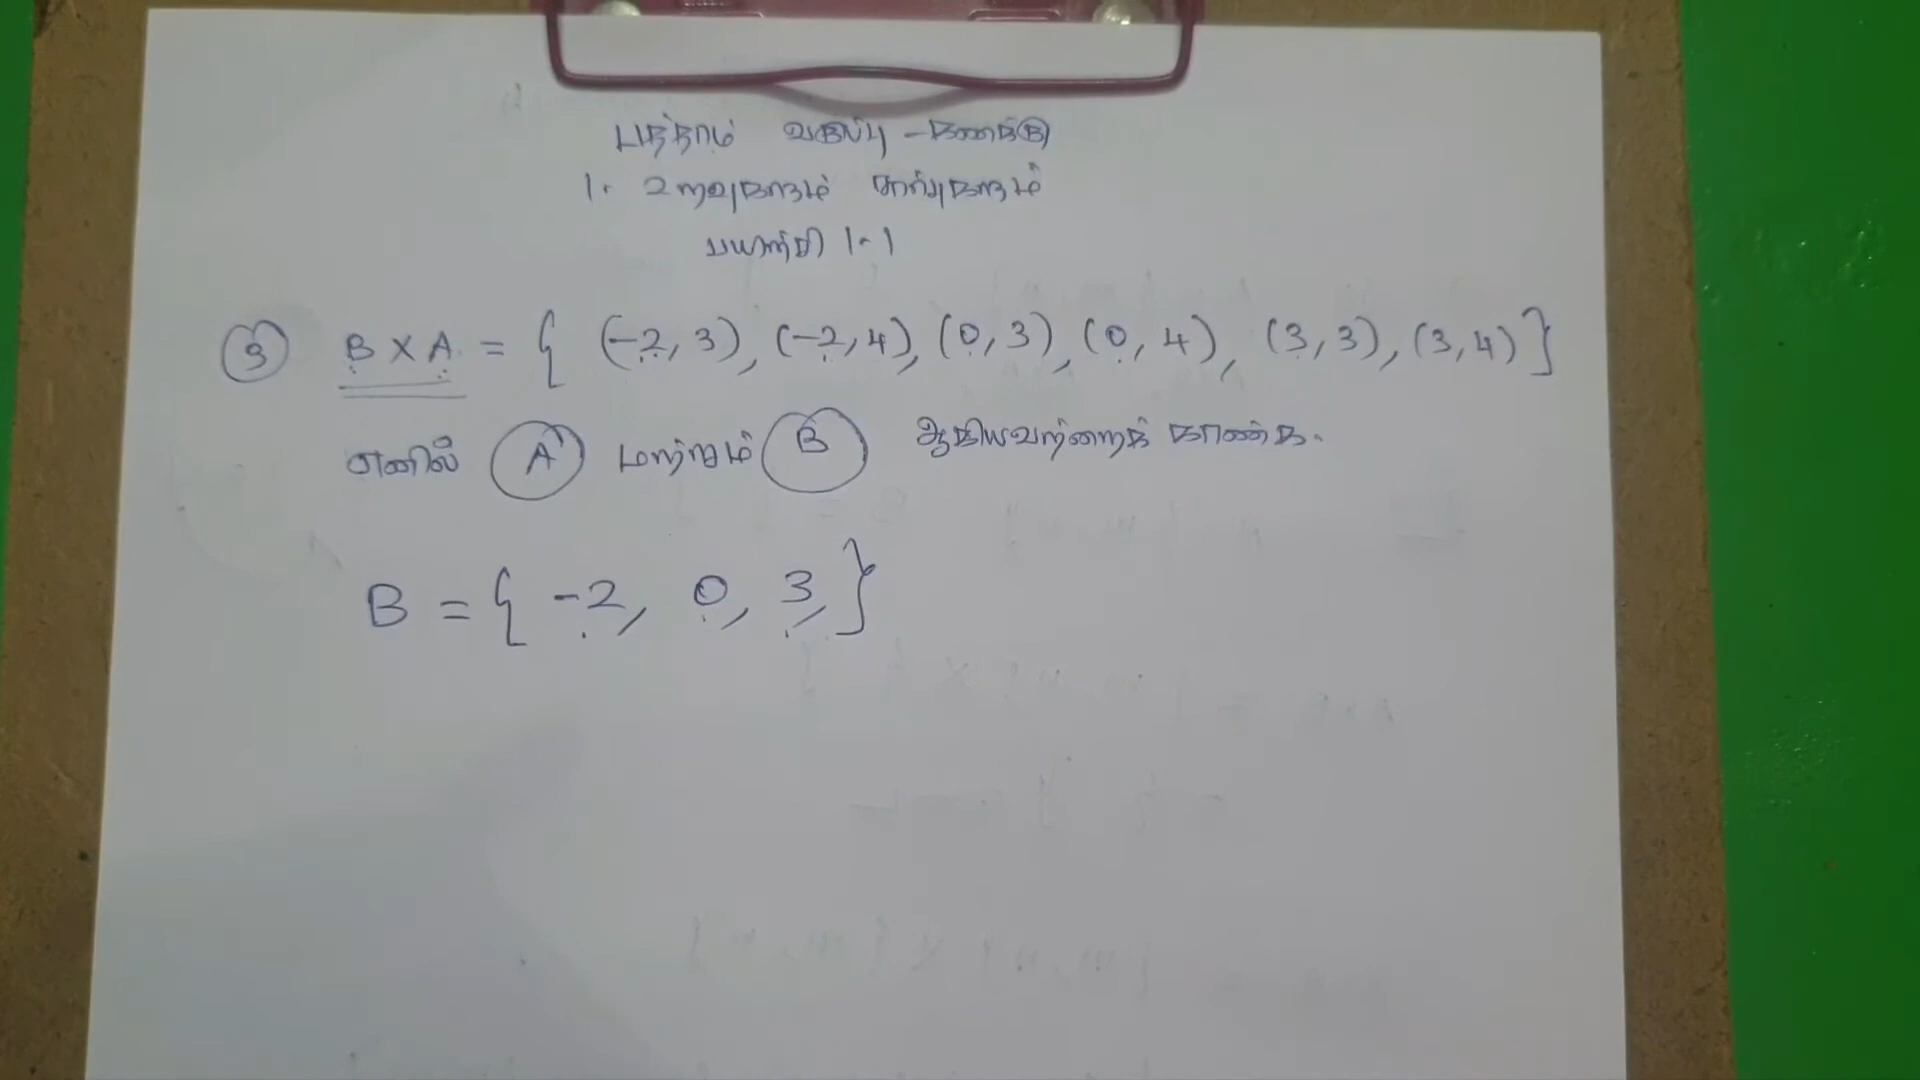 பத்தாம் வகுப்பு - கணக்கு
1. உறவுகளும் சார்புகளும்
பயிற்சி 1.1
3 B X A = { (-2, 3), (-2, 4), (0, 3), (0, 4), (3, 3), (3, 4) }
எனில் A மற்றும் B ஆகியவற்றைக் காண்க.
B = { -2, 0, 3, }